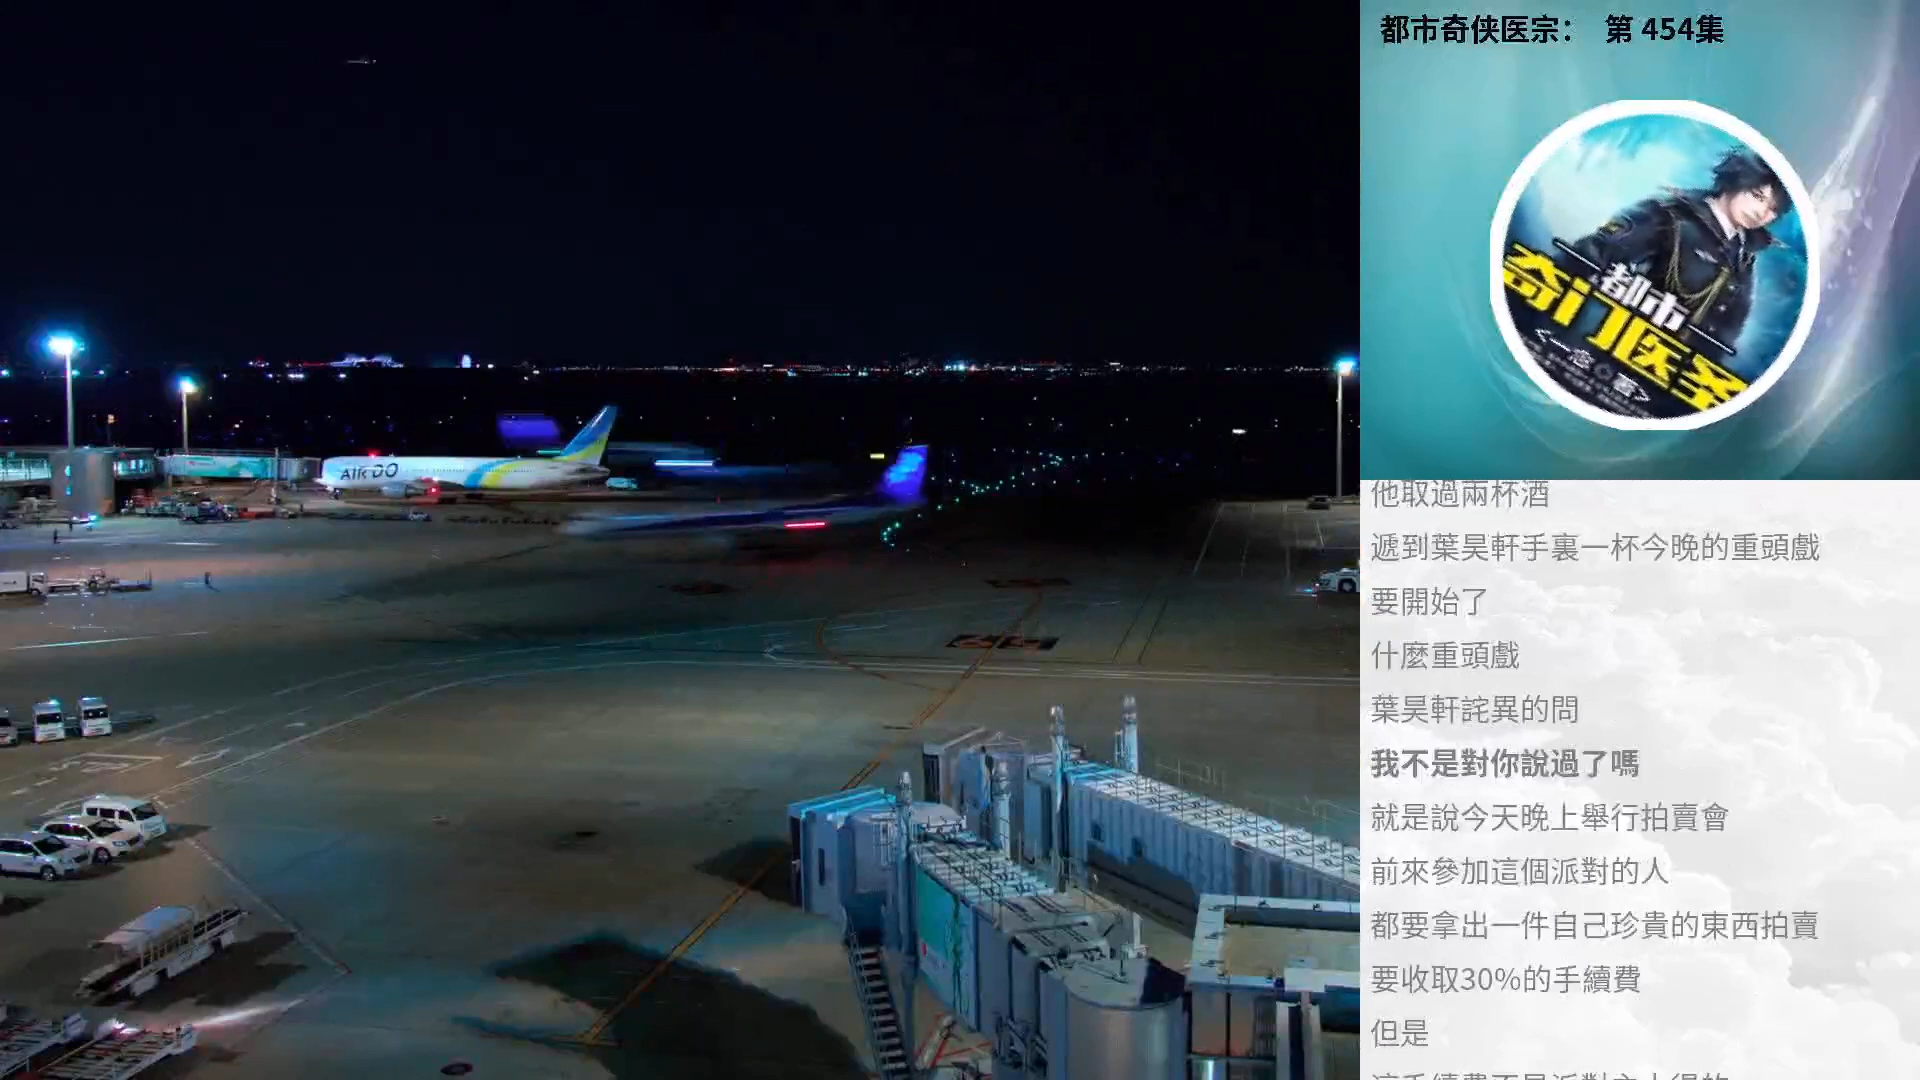 都市奇侠医宗： 第 454集
都市
奇门医圣
AIR DO
他取過兩杯酒
遞到葉昊軒手裏一杯今晚的重頭戲
要開始了
什麼重頭戲
葉昊軒詫異的問
我不是對你說過了嗎
就是說今天晚上舉行拍賣會
前來參加這個派對的人
都要拿出一件自己珍貴的東西拍賣
要收取30%的手續費
但是